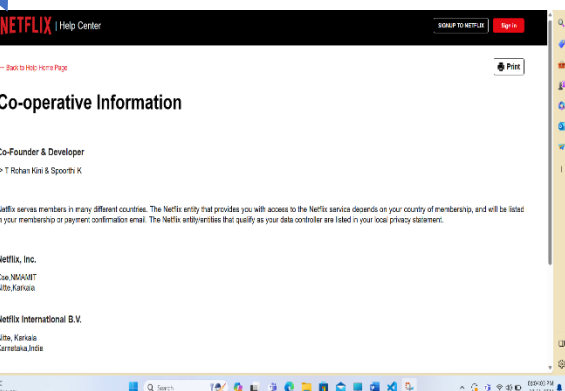 NETFLIX | Help Center
SIGNUP TO NETFLIX
Sign In
Back to Help Home Page
Print
Co-operative Information
Co-Founder & Developer
T Rohan Kini & Spoorthi K
Netflix serves members in many different countries. The Netflix entity that provides you with access to the Netflix service depends on your country of membership, and will be listed
in your membership or payment confirmation email. The Netflix entity/entities that qualify as your data controller are listed in your local privacy statement.
Netflix, Inc.
Cse,NMAMIT
Nitte,Karkala
Netflix International B.V.
Nitte, Karkala
Karnataka,India
Search